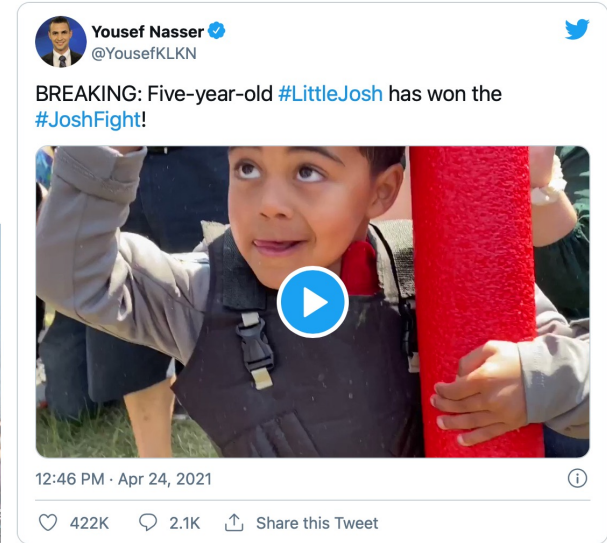 Yousef Nasser
@YousefKLKN
BREAKING: Five-year-old #LittleJosh has won the
#JoshFight!
12:46 PM · Apr 24, 2021
422K 2.1K Share this Tweet